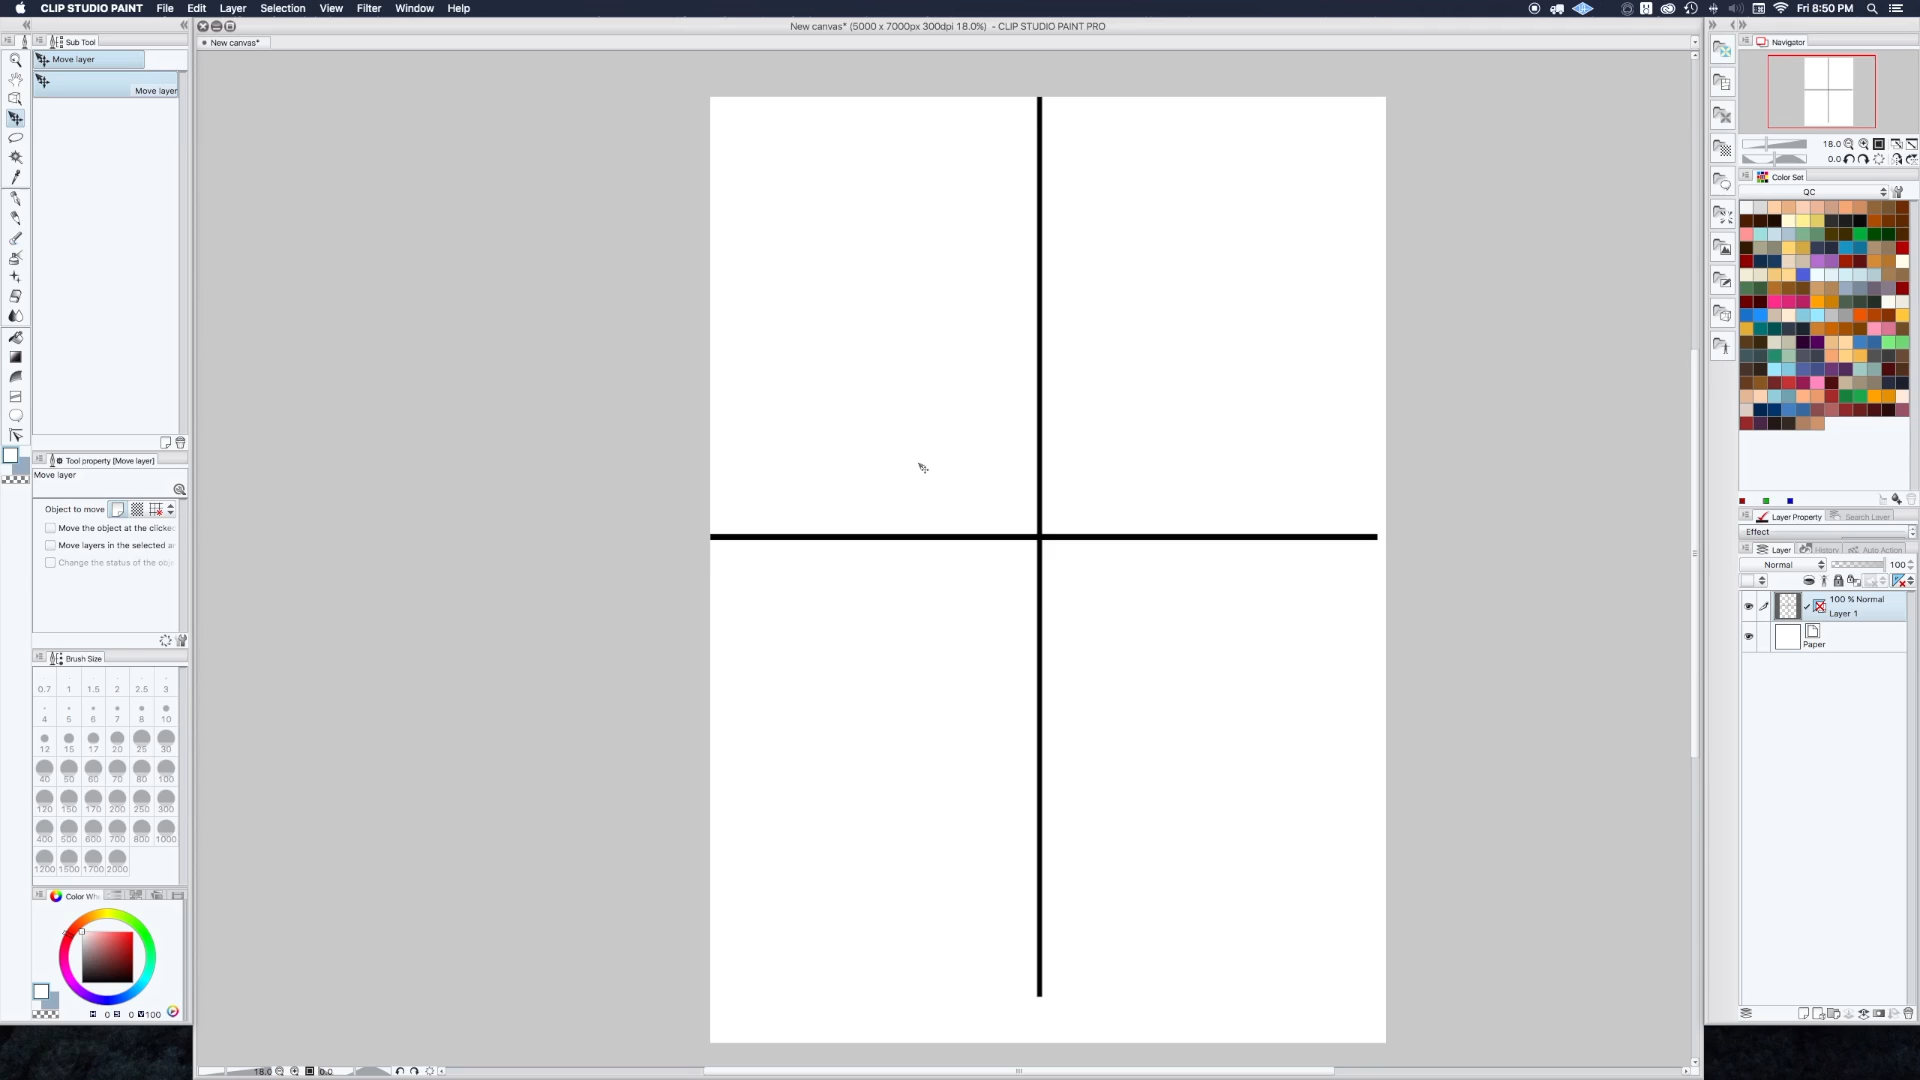 CLIP STUDIO PAINT File Edit Layer Selection View Filter Window Help Fri 8:50 PM
New canvas* (5000 x 7000px 300dpi 18.0%) - CLIP STUDIO PAINT PRO
Sub Tool
New canvas*
Navigator
Move layer
Move layer
18.0
0.0
Color Set
QC
Tool property [Move layer]
Move layer
Object to move
Move the object at the clicke
Move layers in the selected ar
Change the status of the obje
Layer Property Search Layer
Effect
Layer History Auto Action
Normal 100
100 % Normal
Layer 1
Paper
Brush Size
0.7 1 1.5 2 2.5 3
4 5 6 7 8 10
12 15 17 20 25 30
40 50 60 70 80 100
120 150 170 200 250 300
400 500 600 700 800 1000
1200 1500 1700 2000
Color Whe
H 0 S 0 V 100
18.0 0.0